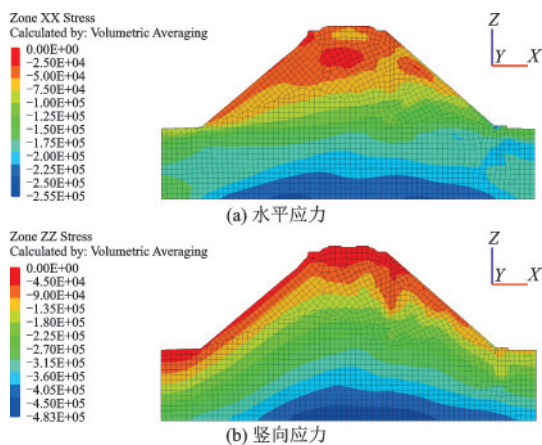 Zone XX Stress
Calculated by: Volumetric Averaging
0.00E+00
−2.50E+04
−5.00E+04
−7.50E+04
−1.00E+05
−1.25E+05
−1.50E+05
−1.75E+05
−2.00E+05
−2.25E+05
−2.50E+05
−2.55E+05
Z
Y X
(a) 水平应力
Zone ZZ Stress
Calculated by: Volumetric Averaging
0.00E+00
−4.50E+04
−9.00E+04
−1.35E+05
−1.80E+05
−2.25E+05
−2.70E+05
−3.15E+05
−3.60E+05
−4.05E+05
−4.50E+05
−4.83E+05
Z
Y X
(b) 竖向应力